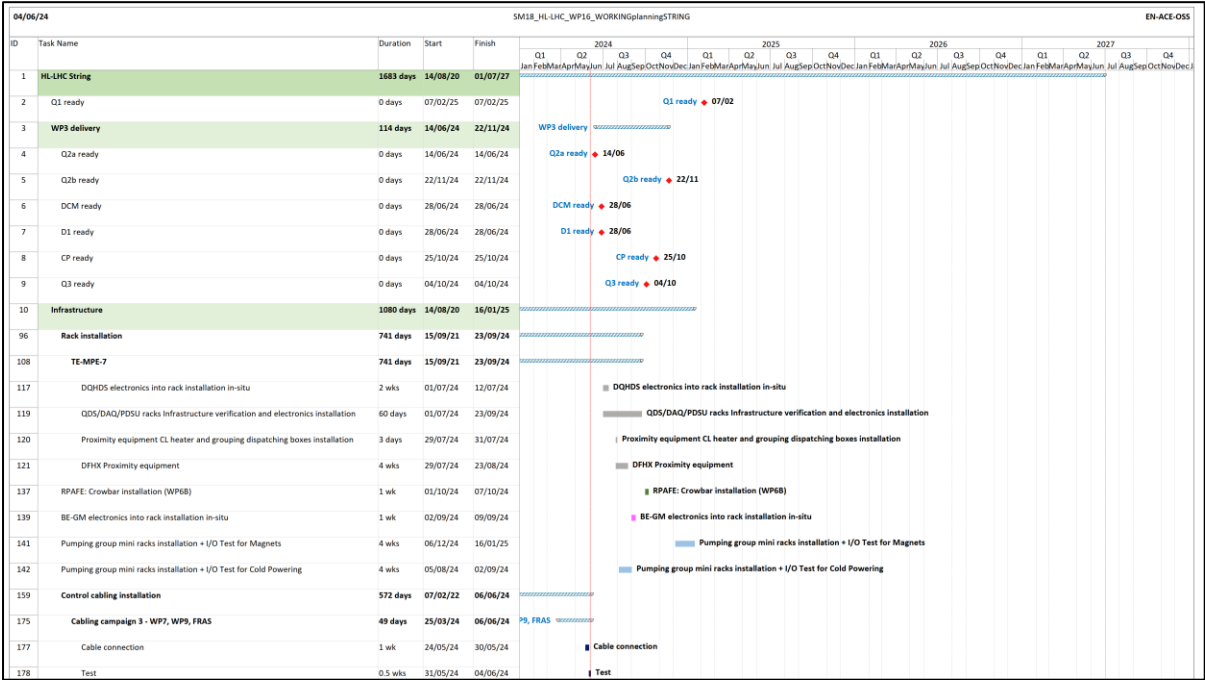 04/06/24 SM18_HL-LHC_WP16_WORKINGplanningSTRING EN-ACE-OSS
ID Task Name Duration Start Finish 2024 2025 2026 2027
Q1 Q2 Q3 Q4 Q1 Q2 Q3 Q4 Q1 Q2 Q3 Q4 Q1 Q2 Q3 Q4
Jan Feb Mar Apr May Jun Jul Aug Sep Oct Nov Dec Jan Feb Mar Apr May Jun Jul Aug Sep Oct Nov Dec Jan Feb Mar Apr May Jun Jul Aug Sep Oct Nov Dec Jan Feb Mar Apr May Jun Jul Aug Sep Oct Nov Dec
1 HL-LHC String 1683 days 14/08/20 01/07/27
2 Q1 ready 0 days 07/02/25 07/02/25 Q1 ready 07/02
3 WP3 delivery 114 days 14/06/24 22/11/24 WP3 delivery
4 Q2a ready 0 days 14/06/24 14/06/24 Q2a ready 14/06
5 Q2b ready 0 days 22/11/24 22/11/24 Q2b ready 22/11
6 DCM ready 0 days 28/06/24 28/06/24 DCM ready 28/06
7 D1 ready 0 days 28/06/24 28/06/24 D1 ready 28/06
8 CP ready 0 days 25/10/24 25/10/24 CP ready 25/10
9 Q3 ready 0 days 04/10/24 04/10/24 Q3 ready 04/10
10 Infrastructure 1080 days 14/08/20 16/01/25
96 Rack installation 741 days 15/09/21 23/09/24
108 TE-MPE-7 741 days 15/09/21 23/09/24
117 DQHDS electronics into rack installation in-situ 2 wks 01/07/24 12/07/24 DQHDS electronics into rack installation in-situ
119 QDS/DAQ/PDSU racks Infrastructure verification and electronics installation 60 days 01/07/24 23/09/24 QDS/DAQ/PDSU racks Infrastructure verification and electronics installation
120 Proximity equipment CL heater and grouping dispatching boxes installation 3 days 29/07/24 31/07/24 Proximity equipment CL heater and grouping dispatching boxes installation
121 DFHX Proximity equipment 4 wks 29/07/24 23/08/24 DFHX Proximity equipment
137 RPAFE: Crowbar installation (WP6B) 1 wk 01/10/24 07/10/24 RPAFE: Crowbar installation (WP6B)
139 BE-GM electronics into rack installation in-situ 1 wk 02/09/24 09/09/24 BE-GM electronics into rack installation in-situ
141 Pumping group mini racks installation + I/O Test for Magnets 4 wks 06/12/24 16/01/25 Pumping group mini racks installation + I/O Test for Magnets
142 Pumping group mini racks installation + I/O Test for Cold Powering 4 wks 05/08/24 02/09/24 Pumping group mini racks installation + I/O Test for Cold Powering
159 Control cabling installation 572 days 07/02/22 06/06/24
175 Cabling campaign 3 - WP7, WP9, FRAS 49 days 25/03/24 06/06/24 P9, FRAS
177 Cable connection 1 wk 24/05/24 30/05/24 Cable connection
178 Test 0.5 wks 31/05/24 04/06/24 Test